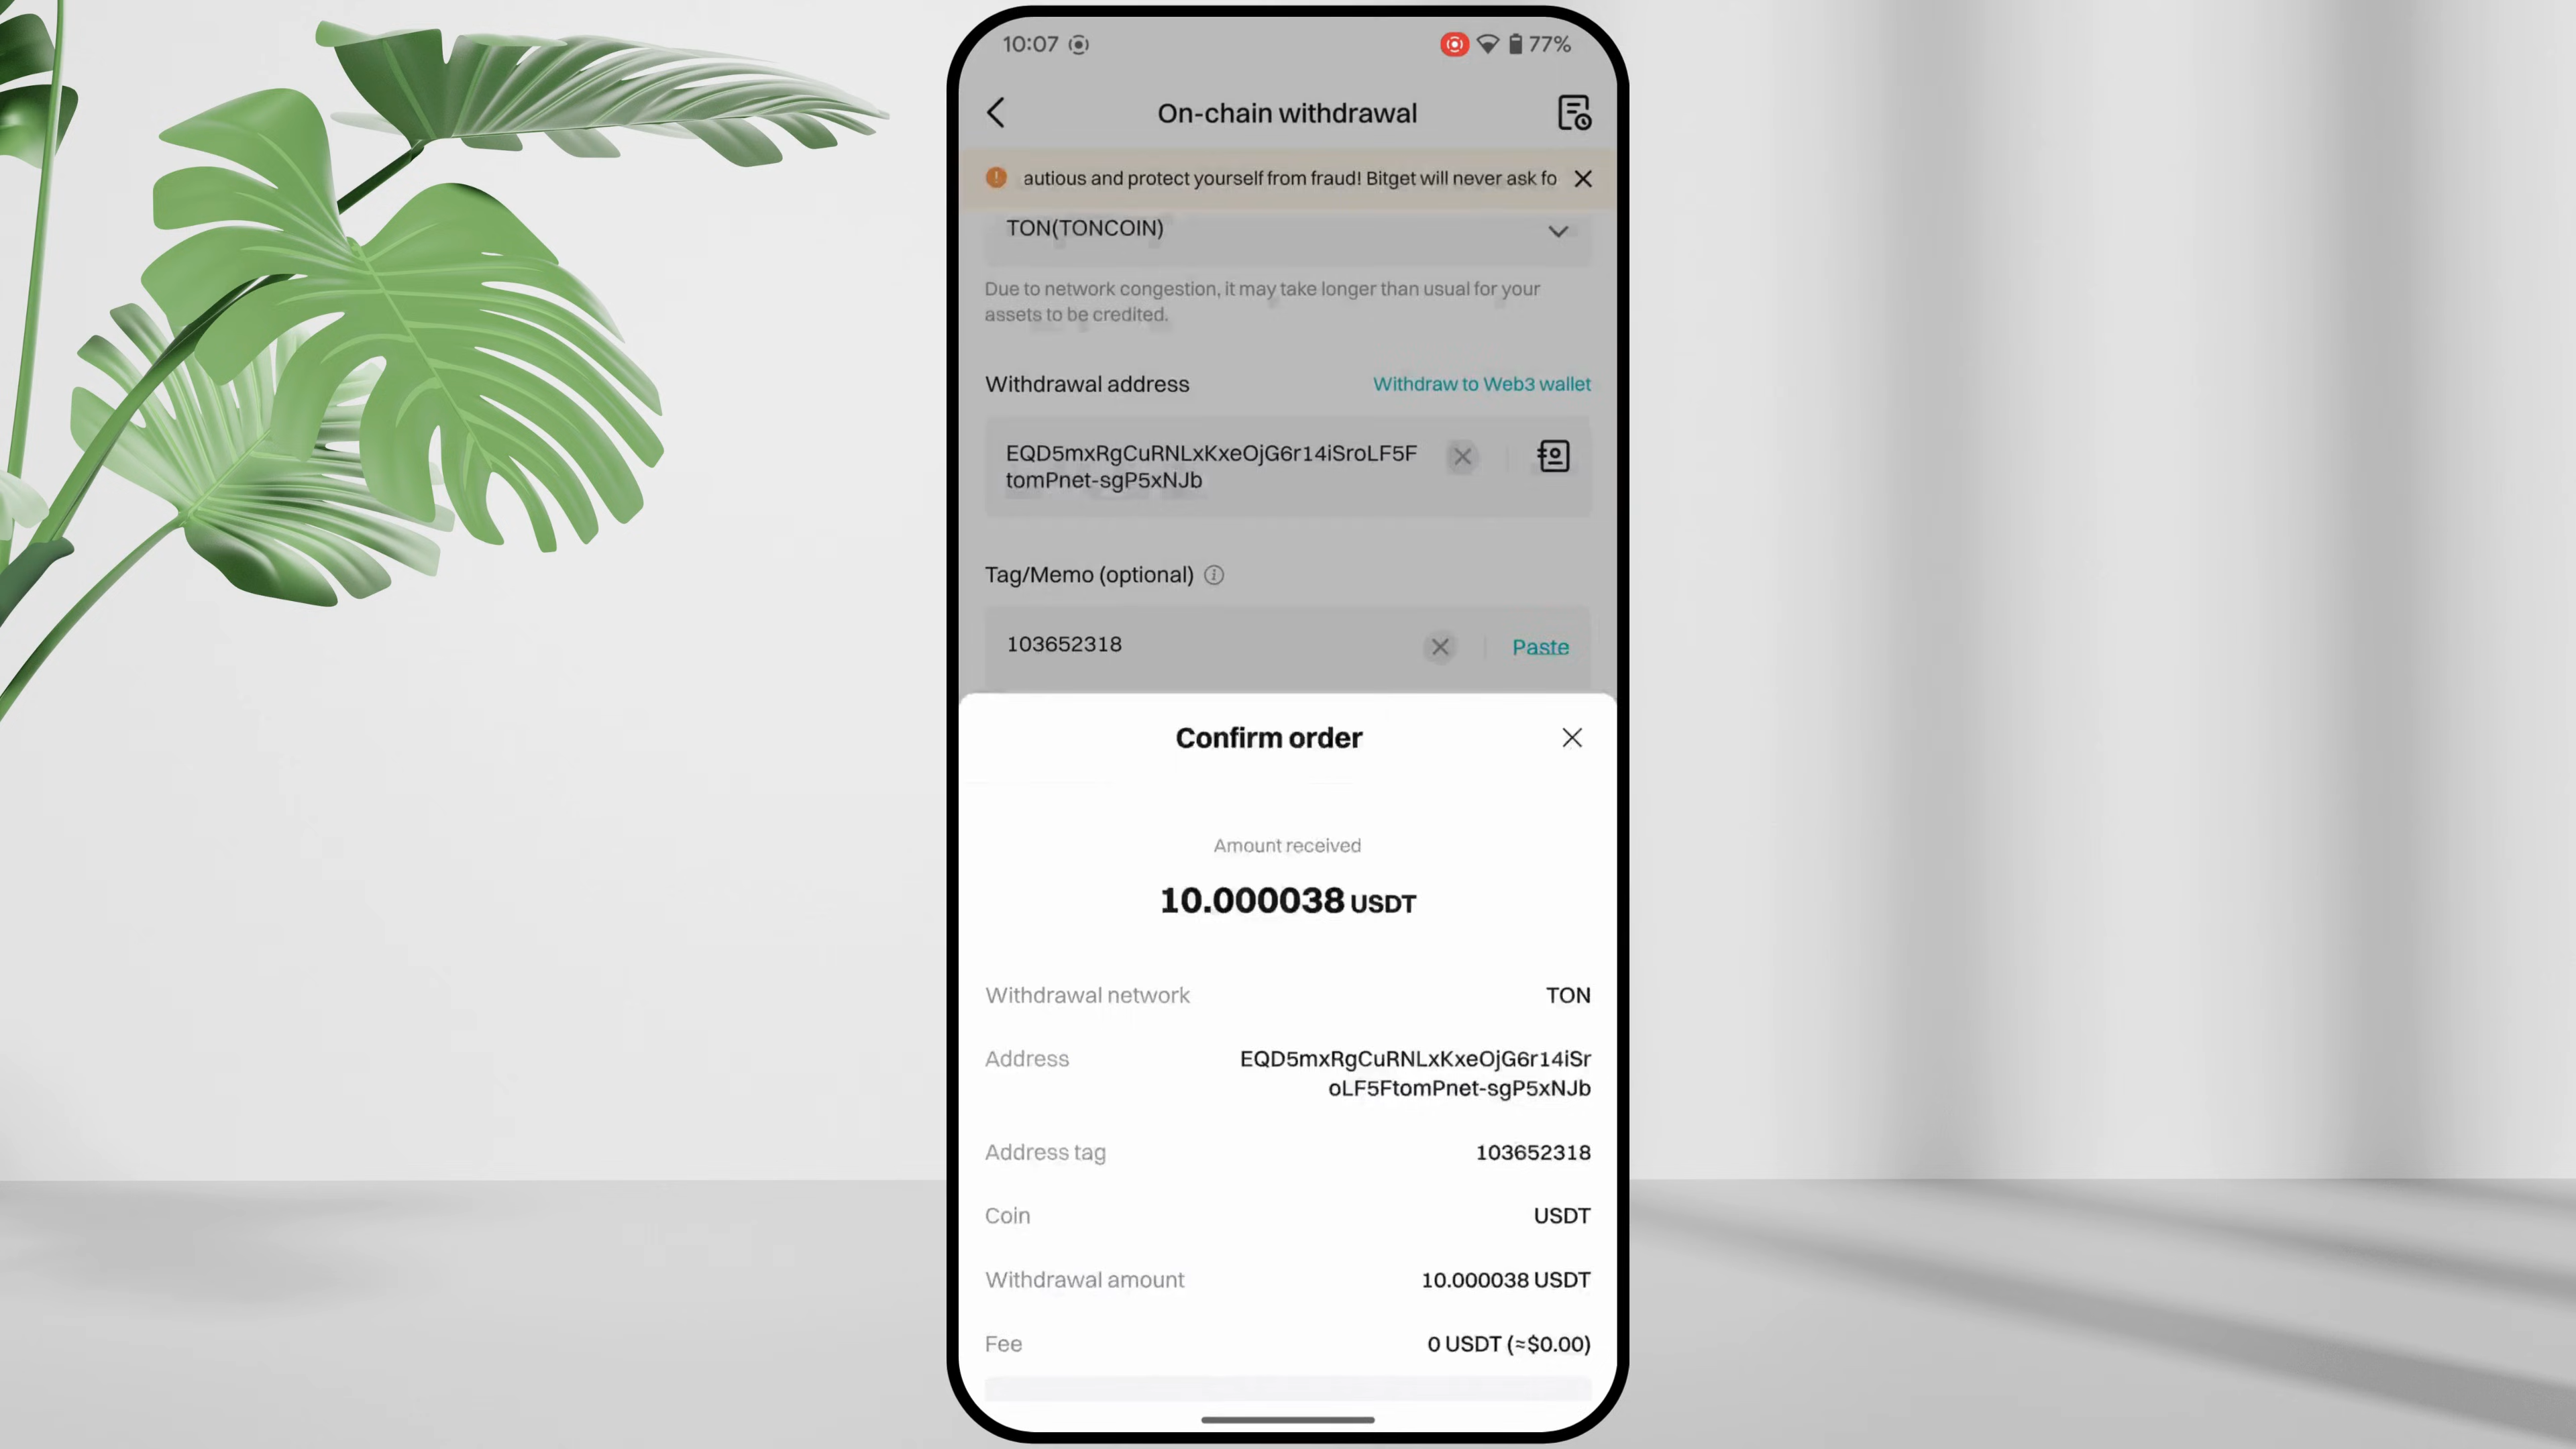 10:07
77%
On-chain withdrawal
autious and protect yourself from fraud! Bitget will never ask fo
TON(TONCOIN)
Due to network congestion, it may take longer than usual for your
assets to be credited.
Withdrawal address
Withdraw to Web3 wallet
EQD5mxRgCuRNLxKxeOjG6r14iSroLF5F
tomPnet-sgP5xNJb
Tag/Memo (optional)
103652318
Paste
Confirm order
Amount received
10.000038 USDT
Withdrawal network
TON
Address
EQD5mxRgCuRNLxKxeOjG6r14iSr
oLF5FtomPnet-sgP5xNJb
Address tag
103652318
Coin
USDT
Withdrawal amount
10.000038 USDT
Fee
0 USDT (≈$0.00)